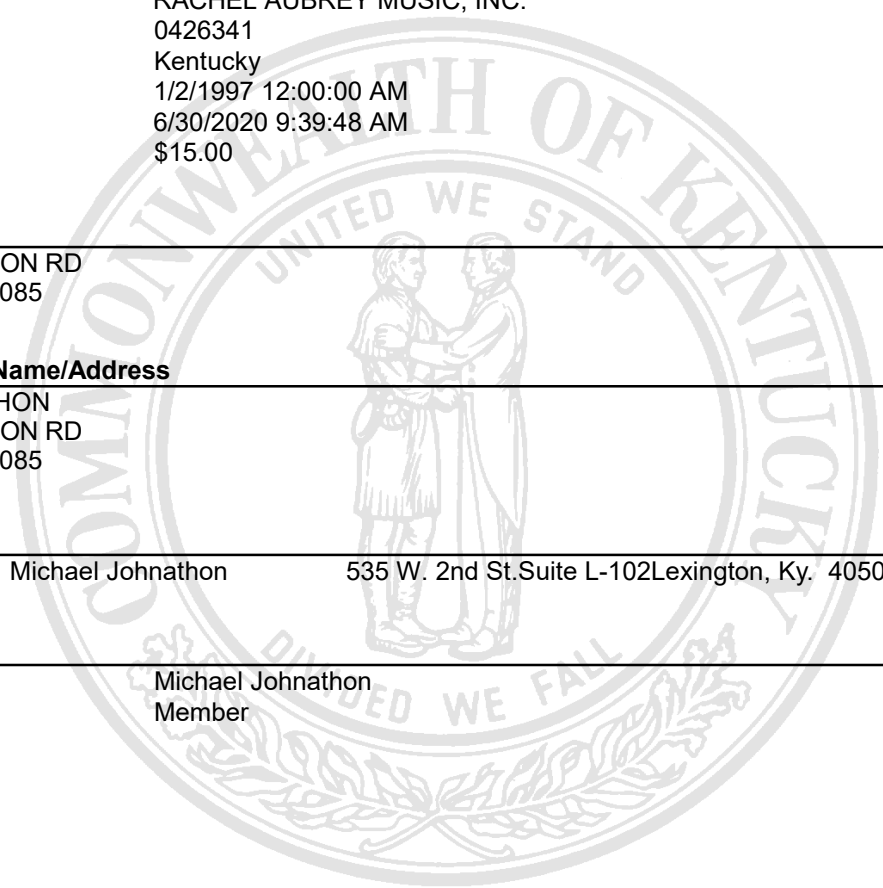 RACHEL AUBREY MUSIC, INC.
0426341
Kentucky
1/2/1997 12:00:00 AM
6/30/2020 9:39:48 AM
$15.00
ON RD
085
Name/Address
HON
ON RD
085
Michael Johnathon 535 W. 2nd St.Suite L-102Lexington, Ky. 4050
Michael Johnathon
Member
COMMONWEALTH OF KENTUCKY
UNITED WE STAND
DIVIDED WE FALL